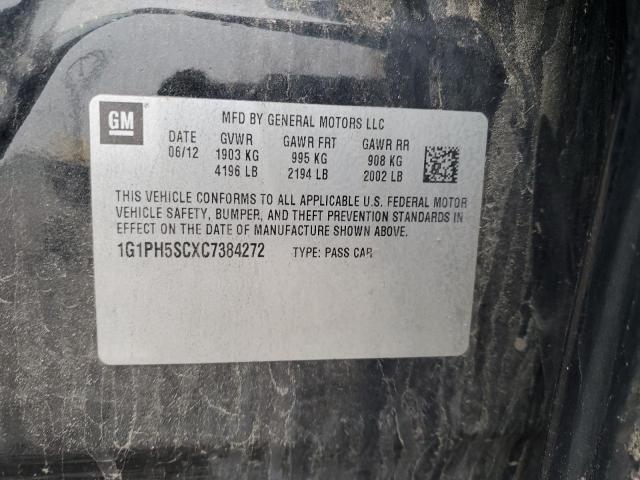 GM
MFD BY GENERAL MOTORS LLC
DATE GVWR GAWR FRT GAWR RR
06/12 1903 KG 995 KG 908 KG
4196 LB 2194 LB 2002 LB
THIS VEHICLE CONFORMS TO ALL APPLICABLE U.S. FEDERAL MOTOR
VEHICLE SAFETY, BUMPER, AND THEFT PREVENTION STANDARDS IN
EFFECT ON THE DATE OF MANUFACTURE SHOWN ABOVE.
1G1PH5SCXC7384272 TYPE: PASS CAR